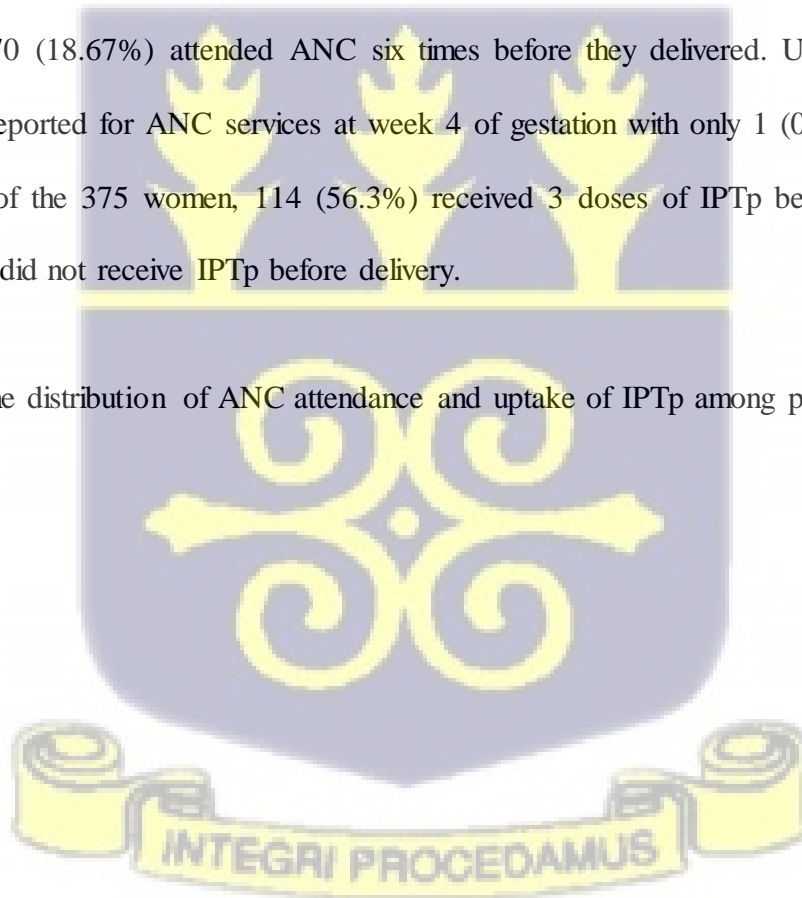 70 (18.67%) attended ANC six times before they delivered. U
eported for ANC services at week 4 of gestation with only 1 (0
of the 375 women, 114 (56.3%) received 3 doses of IPTp be
did not receive IPTp before delivery.
ne distribution of ANC attendance and uptake of IPTp among p
INTEGRI PROCEDAMUS